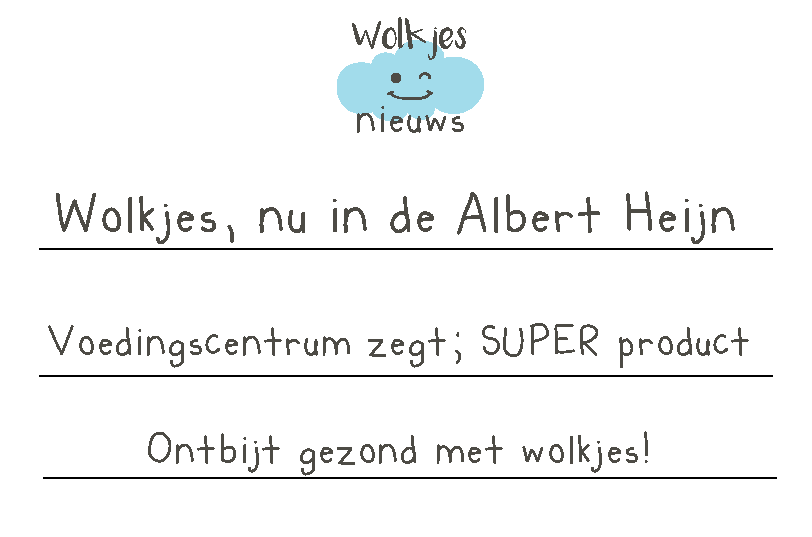 Wolkjes
nieuws
Wolkjes, nu in de Albert Heijn
Voedingscentrum zegt; SUPER product
Ontbijt gezond met wolkjes!